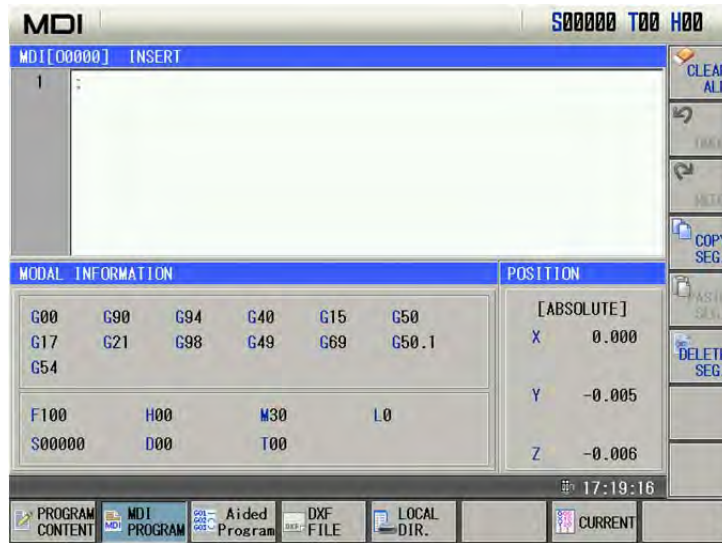 MDI S00000 T00 H00
MDI[O0000] INSERT
1 ;
CLEAR
ALL
COPY
SEG
DELETE
SEG
MODAL INFORMATION
G00 G90 G94 G40 G15 G50
G17 G21 G98 G49 G69 G50.1
G54
F100 H00 M30 L0
S00000 D00 T00
POSITION
[ABSOLUTE]
X 0.000
Y -0.005
Z -0.006
17:19:16
PROGRAM
CONTENT
MDI
PROGRAM
Aided
Program
DXF
FILE
LOCAL
DIR.
CURRENT